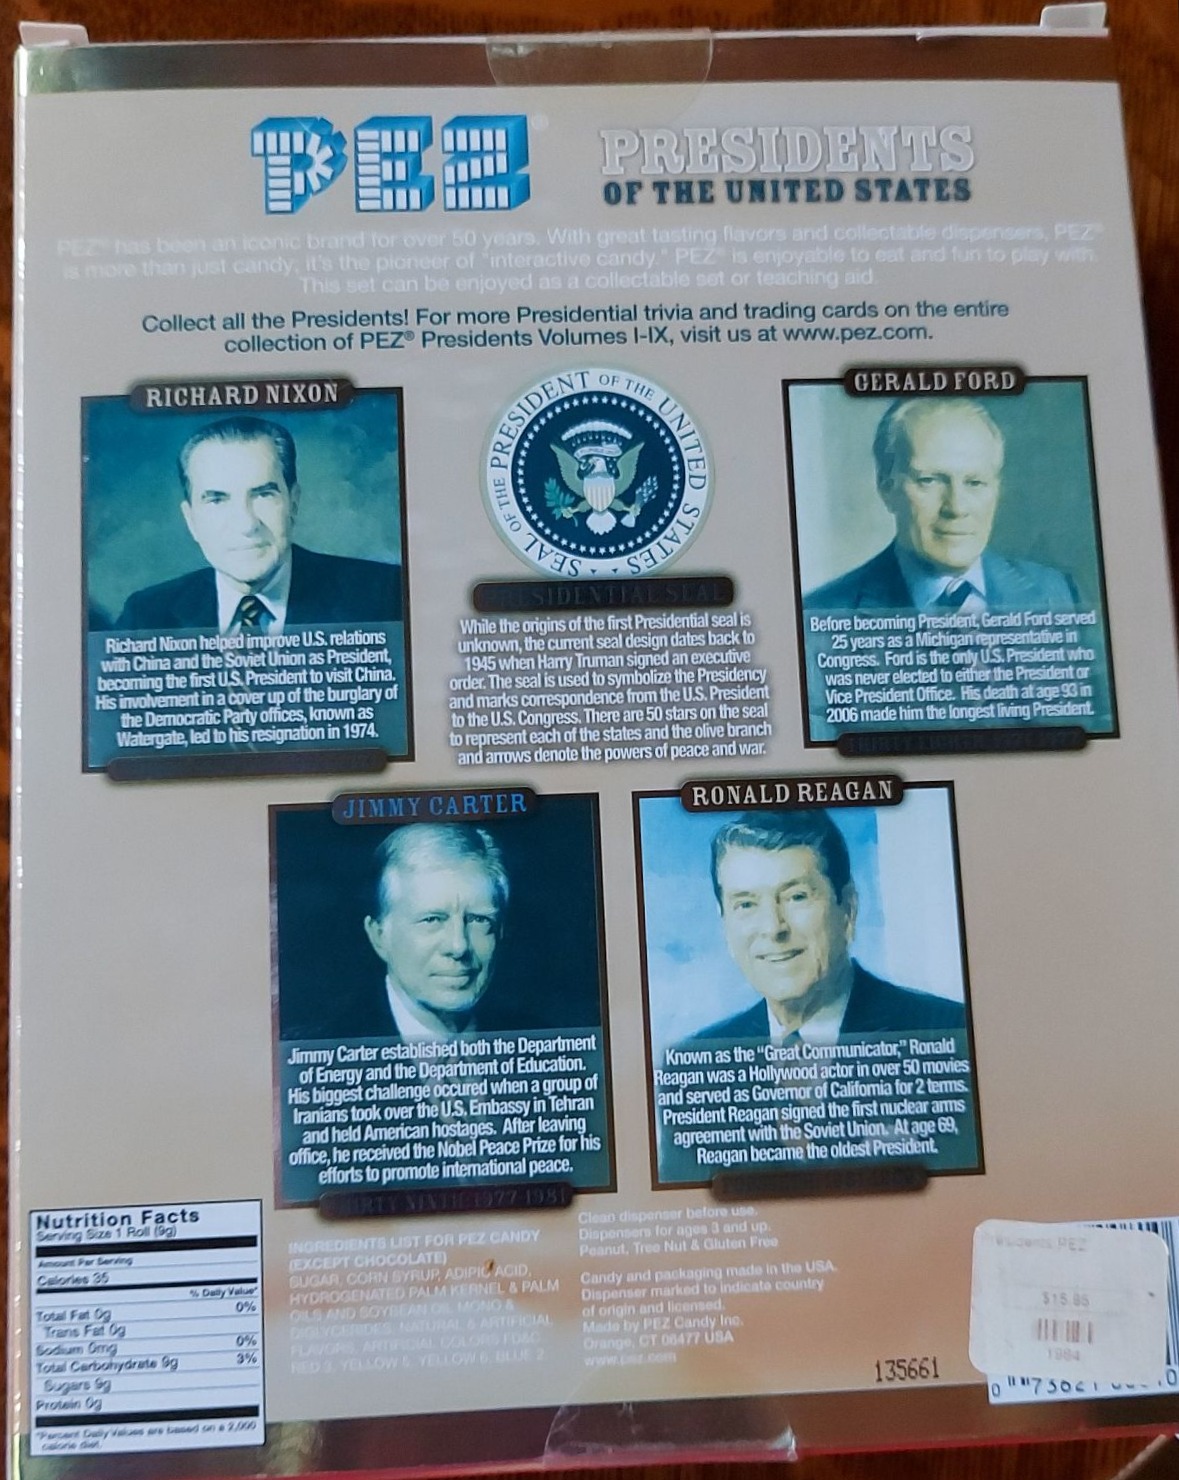 PEZ®
PRESIDENTS
OF THE UNITED STATES
PEZ® has been an iconic brand for over 50 years. With great tasting flavors and collectable dispensers, PEZ®
is more than just candy; it's the pioneer of "interactive candy." PEZ® is enjoyable to eat and fun to play with.
This set can be enjoyed as a collectable set or teaching aid.
Collect all the Presidents! For more Presidential trivia and trading cards on the entire
collection of PEZ® Presidents Volumes I-IX, visit us at www.pez.com.
RICHARD NIXON
Richard Nixon helped improve U.S. relations
with China and the Soviet Union as President,
becoming the first U.S. President to visit China.
His involvement in a cover up of the burglary of
the Democratic Party offices, known as
Watergate, led to his resignation in 1974.
SEAL OF THE PRESIDENT OF THE UNITED STATES
PRESIDENTIAL SEAL
While the origins of the first Presidential seal is
unknown, the current seal design dates back to
1945 when Harry Truman signed an executive
order. The seal is used to symbolize the Presidency
and marks correspondence from the U.S. President
to the U.S. Congress. There are 50 stars on the seal
to represent each of the states and the olive branch
and arrows denote the powers of peace and war.
GERALD FORD
Before becoming President, Gerald Ford served
25 years as a Michigan representative in
Congress. Ford is the only U.S. President who
was never elected to either the President or
Vice President Office. His death at age 93 in
2006 made him the longest living President.
JIMMY CARTER
Jimmy Carter established both the Department
of Energy and the Department of Education.
His biggest challenge occured when a group of
Iranians took over the U.S. Embassy in Tehran
and held American hostages. After leaving
office, he received the Nobel Peace Prize for his
efforts to promote international peace.
THIRTY NINTH 1977-1981
RONALD REAGAN
Known as the "Great Communicator," Ronald
Reagan was a Hollywood actor in over 50 movies
and served as Governor of California for 2 terms.
President Reagan signed the first nuclear arms
agreement with the Soviet Union. At age 69,
Reagan became the oldest President.
Nutrition Facts
Serving Size 1 Roll (9g)
Amount Per Serving
Calories 35
% Daily Value*
Total Fat 0g 0%
Trans Fat 0g
Sodium 0mg 0%
Total Carbohydrate 9g 3%
Sugars 9g
Protein 0g
*Percent Daily Values are based on a 2,000
calorie diet.
INGREDIENTS LIST FOR PEZ CANDY
(EXCEPT CHOCOLATE)
SUGAR, CORN SYRUP, ADIPIC ACID,
HYDROGENATED PALM KERNEL & PALM
OILS AND SOYBEAN OIL, MONO &
DIGLYCERIDES, NATURAL & ARTIFICIAL
FLAVORS, ARTIFICIAL COLORS FD&C
RED 3, YELLOW 5, YELLOW 6, BLUE 2
Clean dispenser before use.
Dispensers for ages 3 and up.
Peanut, Tree Nut & Gluten Free
Candy and packaging made in the USA.
Dispenser marked to indicate country
of origin and licensed.
Made by PEZ Candy Inc.
Orange, CT 06477 USA
www.pez.com
135661
PEZ
$15.95
1984
0 73621